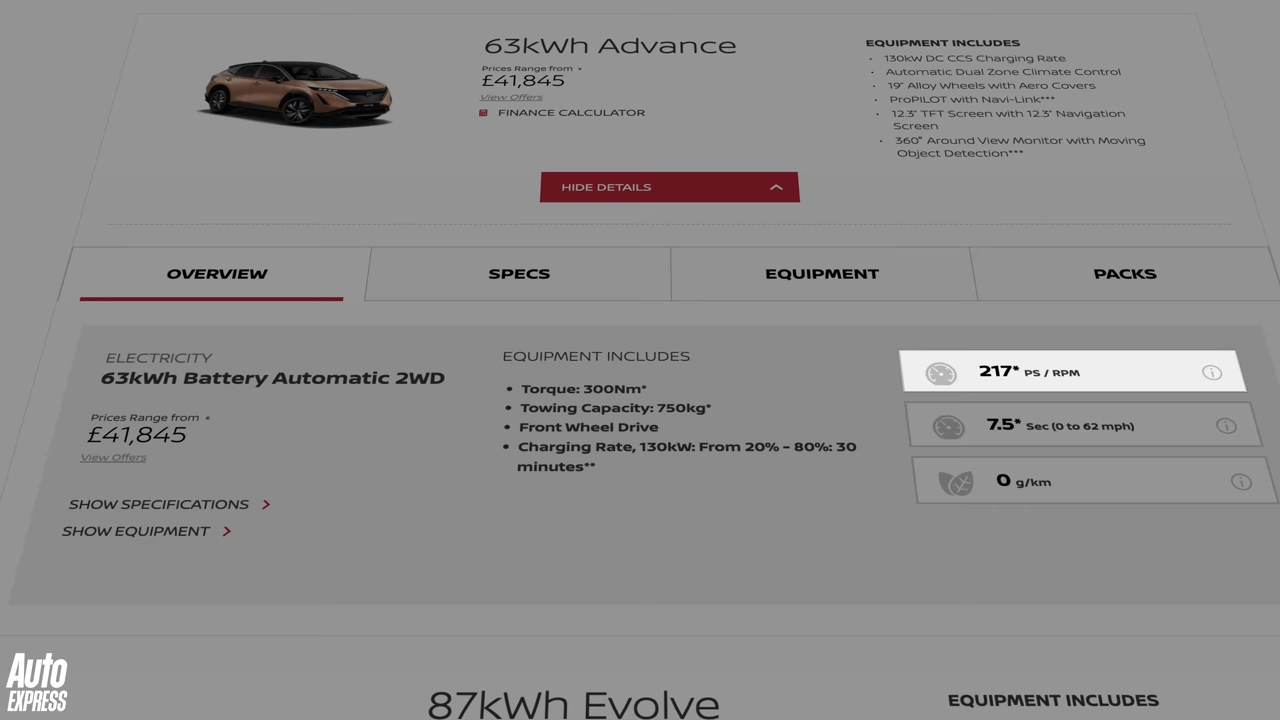 63kWh Advance
Prices Range from *
£41,845
View Offers
FINANCE CALCULATOR
EQUIPMENT INCLUDES
• 130kW DC CCS Charging Rate
• Automatic Dual Zone Climate Control
• 19" Alloy Wheels with Aero Covers
• ProPILOT with Navi-Link***
• 12.3" TFT Screen with 12.3" Navigation
Screen
• 360° Around View Monitor with Moving
Object Detection***
HIDE DETAILS
OVERVIEW
SPECS
EQUIPMENT
PACKS
ELECTRICITY
63kWh Battery Automatic 2WD
Prices Range from *
£41,845
View Offers
SHOW SPECIFICATIONS
SHOW EQUIPMENT
EQUIPMENT INCLUDES
• Torque: 300Nm*
• Towing Capacity: 750kg*
• Front Wheel Drive
• Charging Rate, 130kW: From 20% - 80%: 30
minutes**
217* PS / RPM
7.5* Sec (0 to 62 mph)
0 g/km
87kWh Evolve
EQUIPMENT INCLUDES
Auto
EXPRESS